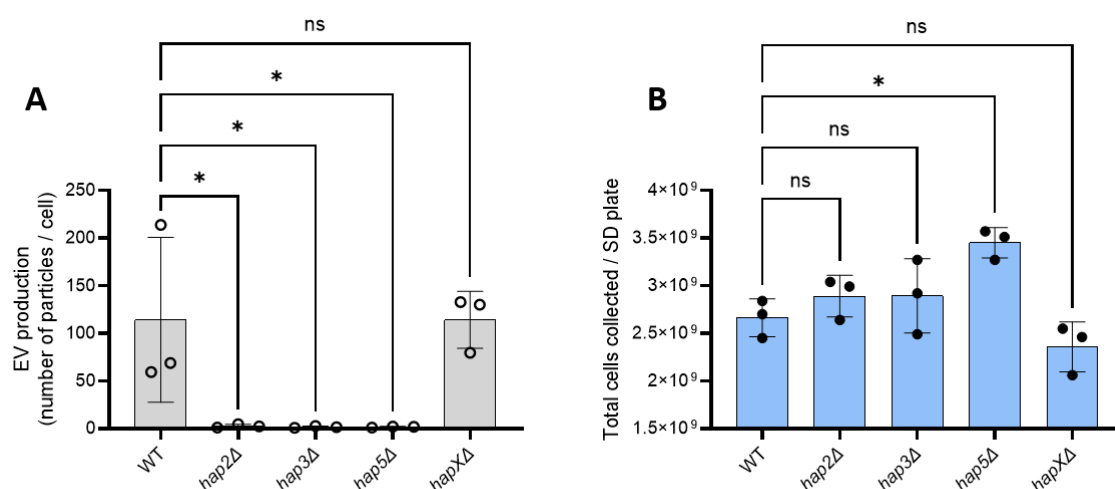 A
ns
*
*
*
EV production
(number of particles / cell)
250
200
150
100
50
0
WT
hap2Δ
hap3Δ
hap5Δ
hapXΔ
B
ns
*
ns
ns
Total cells collected / SD plate
4×10⁹
3.5×10⁹
3×10⁹
2.5×10⁹
2×10⁹
1.5×10⁹
WT
hap2Δ
hap3Δ
hap5Δ
hapXΔ